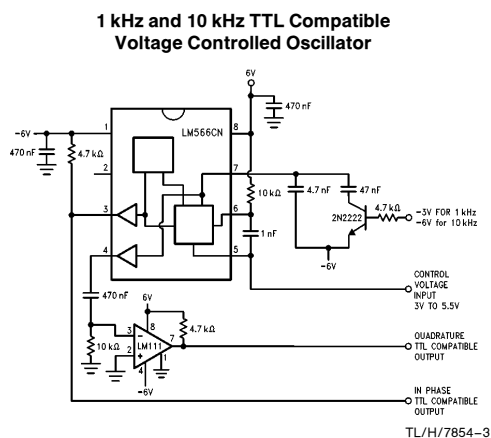 1 kHz and 10 kHz TTL Compatible
Voltage Controlled Oscillator
6V
470 nF
-6V
1
LM566CN
8
470 nF
4.7 kΩ
2
7
10 kΩ
4.7 nF
47 nF
3
6
4.7 kΩ
2N2222
-3V FOR 1 kHz
-6V for 10 kHz
1 nF
4
5
-6V
CONTROL
VOLTAGE
INPUT
3V TO 5.5V
470 nF
6V
8
4.7 kΩ
3
-
7
10 kΩ
2
+
LM111
4
1
-6V
QUADRATURE
TTL COMPATIBLE
OUTPUT
IN PHASE
TTL COMPATIBLE
OUTPUT
TL/H/7854-3